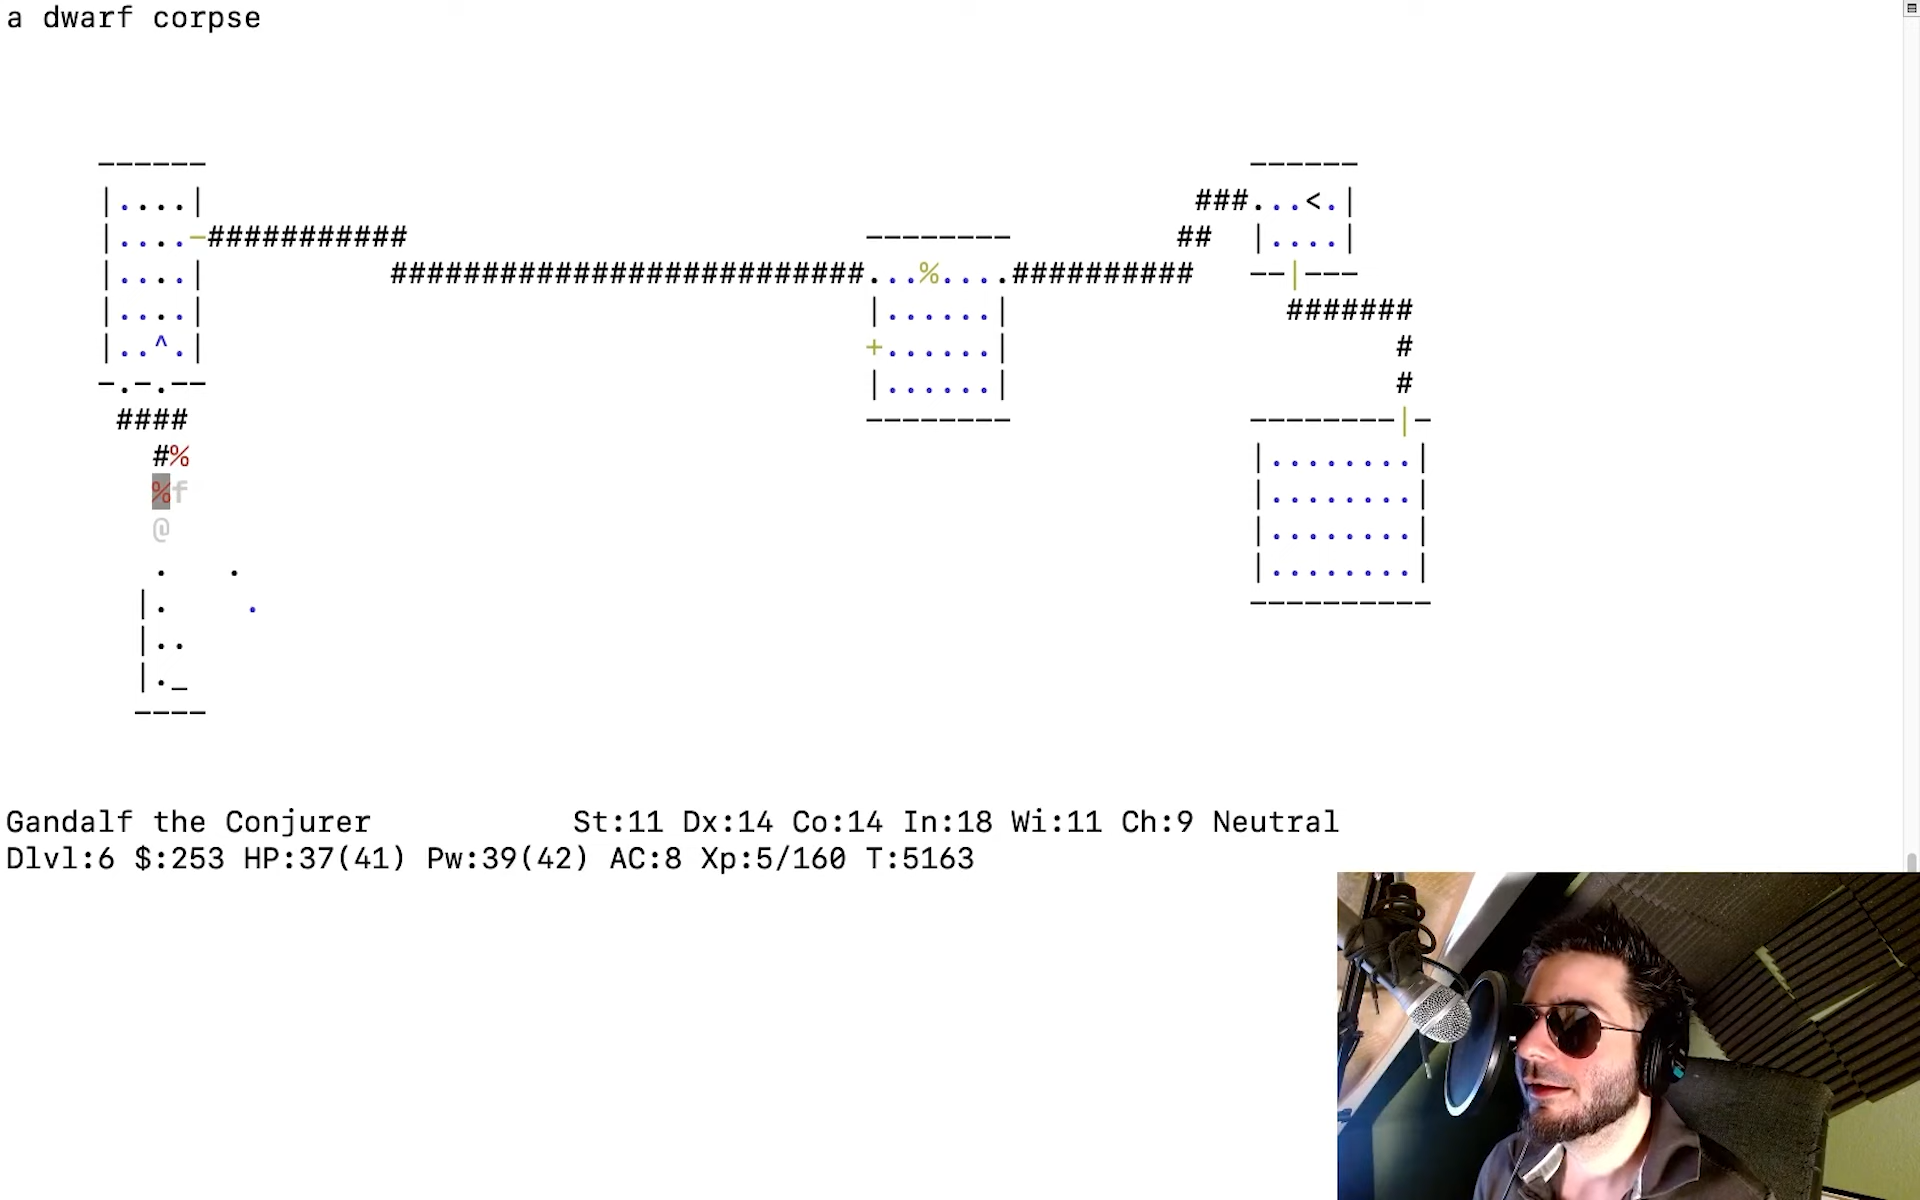 a dwarf corpse
------                                                         ------
|....|                                                      ###...<.|
|....-###########                         --------         ##  |....|
|....|          ##########################...%....##########   --|---
|....|                                    |......|               #######
|..^.|                                    +......|                     #
-.-.--                                    |......|                     #
 ####                                     --------             --------|-
   #%                                                          |........|
   %f                                                          |........|
   @                                                           |........|
   .   .                                                       |........|
  |.    .                                                      ----------
  |..
  |._
  ----
Gandalf the Conjurer St:11 Dx:14 Co:14 In:18 Wi:11 Ch:9 Neutral
Dlvl:6 $:253 HP:37(41) Pw:39(42) AC:8 Xp:5/160 T:5163